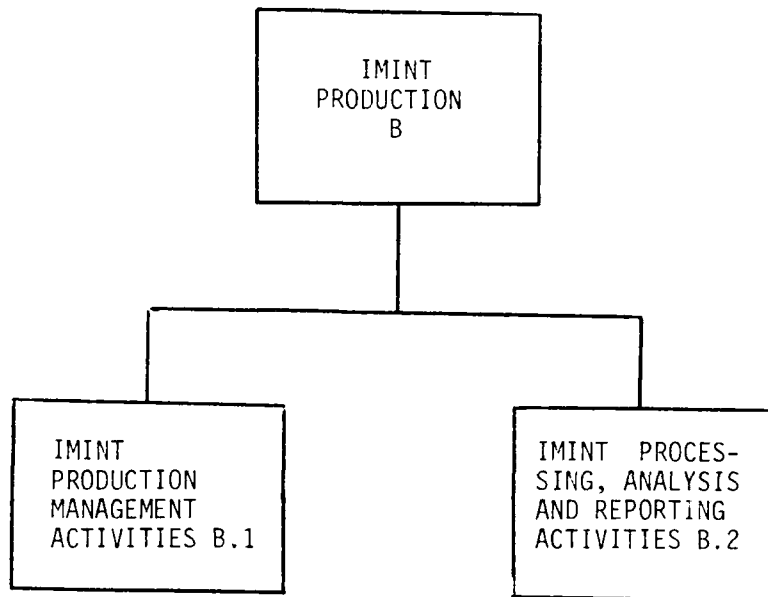 IMINT
PRODUCTION
B
IMINT
PRODUCTION
MANAGEMENT
ACTIVITIES B.1
IMINT PROCES-
SING, ANALYSIS
AND REPORTING
ACTIVITIES B.2